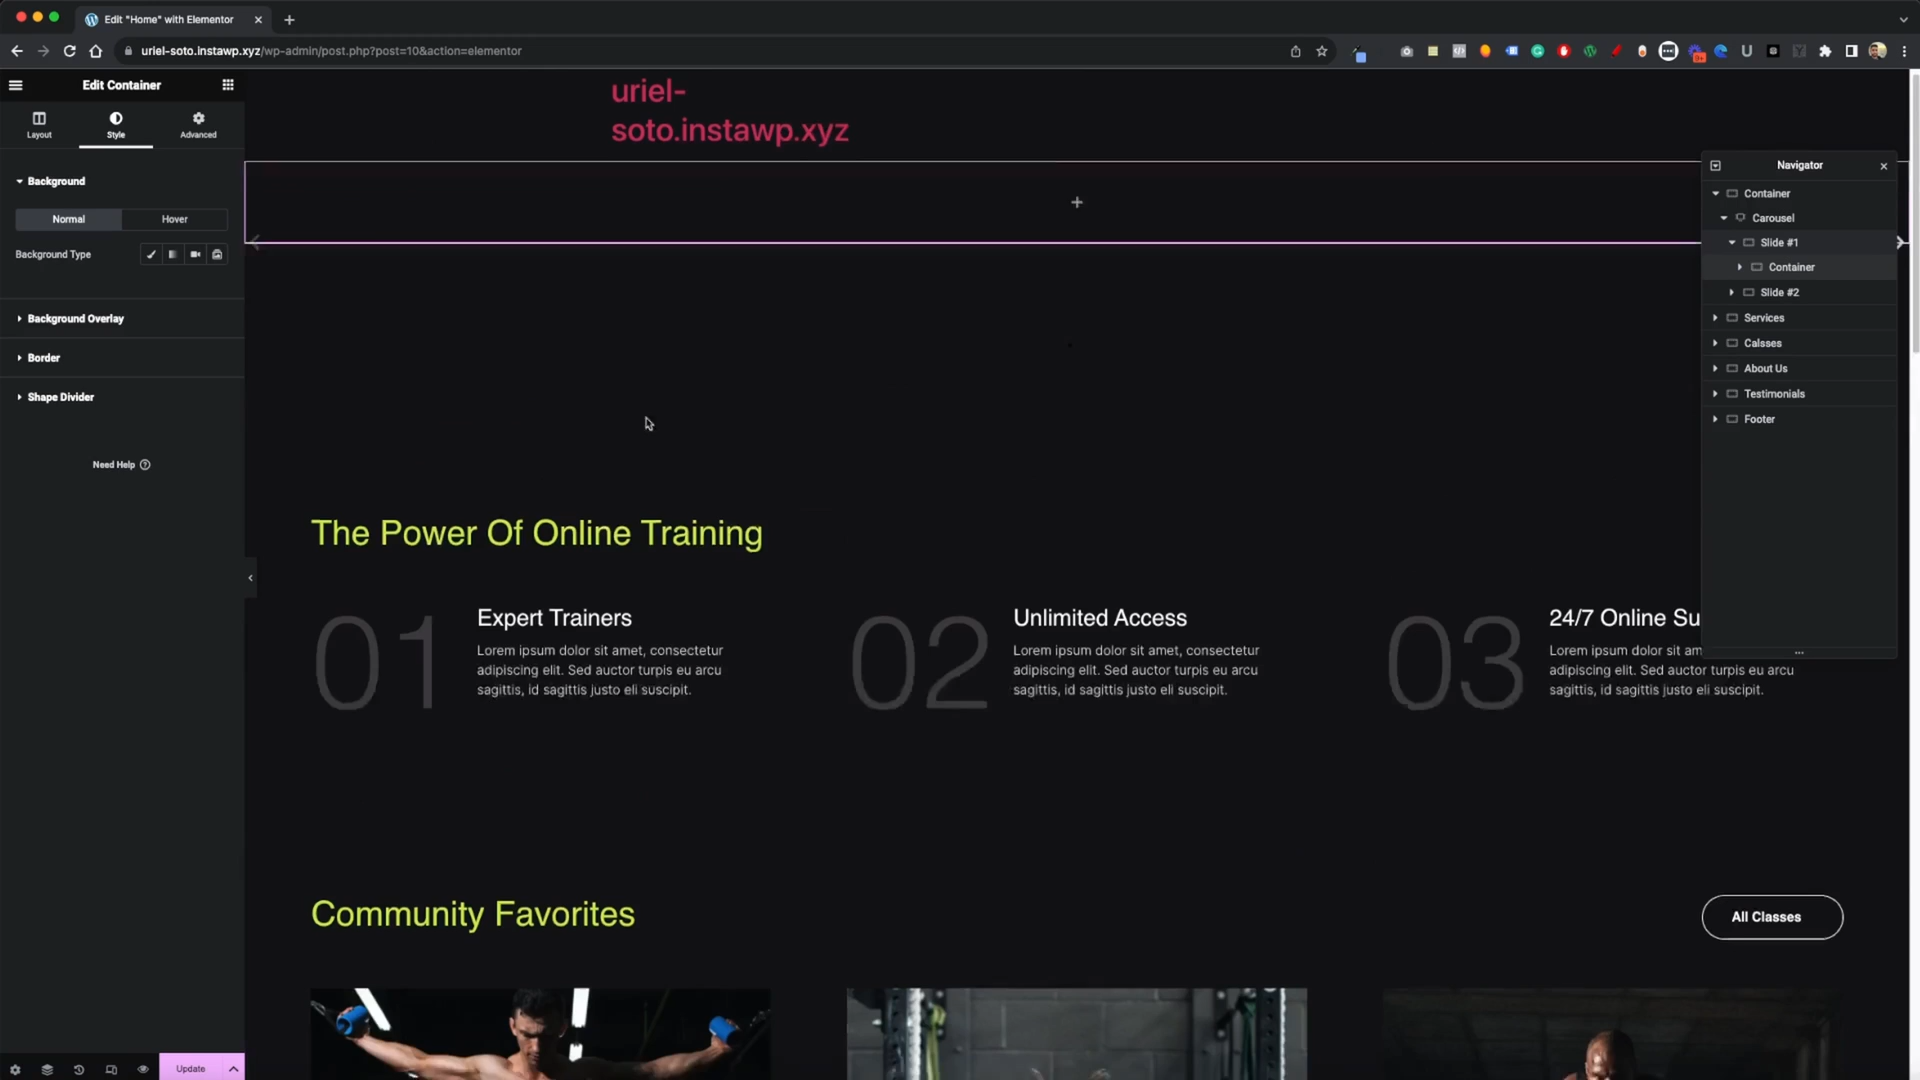 Edit "Home" with Elementor
uriel-soto.instawp.xyz/wp-admin/post.php?post=10&action=elementor
Edit Container
Layout
Style
Advanced
Background
Normal
Hover
Background Type
Background Overlay
Border
Shape Divider
Need Help
Update
uriel-
soto.instawp.xyz
The Power Of Online Training
01
Expert Trainers
Lorem ipsum dolor sit amet, consectetur
adipiscing elit. Sed auctor turpis eu arcu
sagittis, id sagittis justo eli suscipit.
02
Unlimited Access
Lorem ipsum dolor sit amet, consectetur
adipiscing elit. Sed auctor turpis eu arcu
sagittis, id sagittis justo eli suscipit.
03
24/7 Online Su
Lorem ipsum dolor sit am
adipiscing elit. Sed auctor turpis eu arcu
sagittis, id sagittis justo eli suscipit.
Community Favorites
All Classes
Navigator
Container
Carousel
Slide #1
Container
Slide #2
Services
Calsses
About Us
Testimonials
Footer